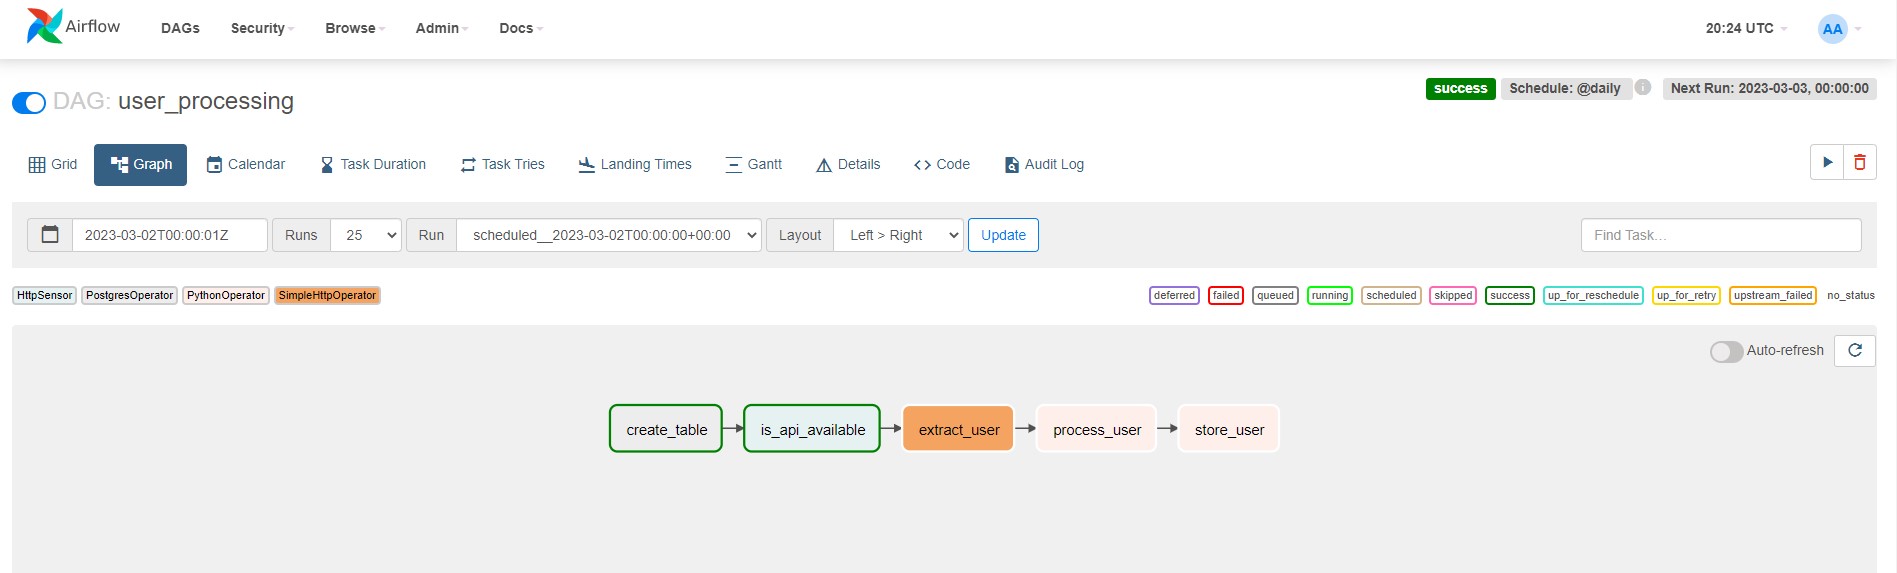 Airflow DAGs Security Browse Admin Docs 20:24 UTC AA
DAG: user_processing success Schedule: @daily i Next Run: 2023-03-03, 00:00:00
Grid Graph Calendar Task Duration Task Tries Landing Times Gantt Details Code Audit Log
2023-03-02T00:00:01Z Runs 25 Run scheduled__2023-03-02T00:00:00+00:00 Layout Left > Right Update Find Task...
HttpSensor PostgresOperator PythonOperator SimpleHttpOperator deferred failed queued running scheduled skipped success up_for_reschedule up_for_retry upstream_failed no_status
Auto-refresh
create_table is_api_available extract_user process_user store_user